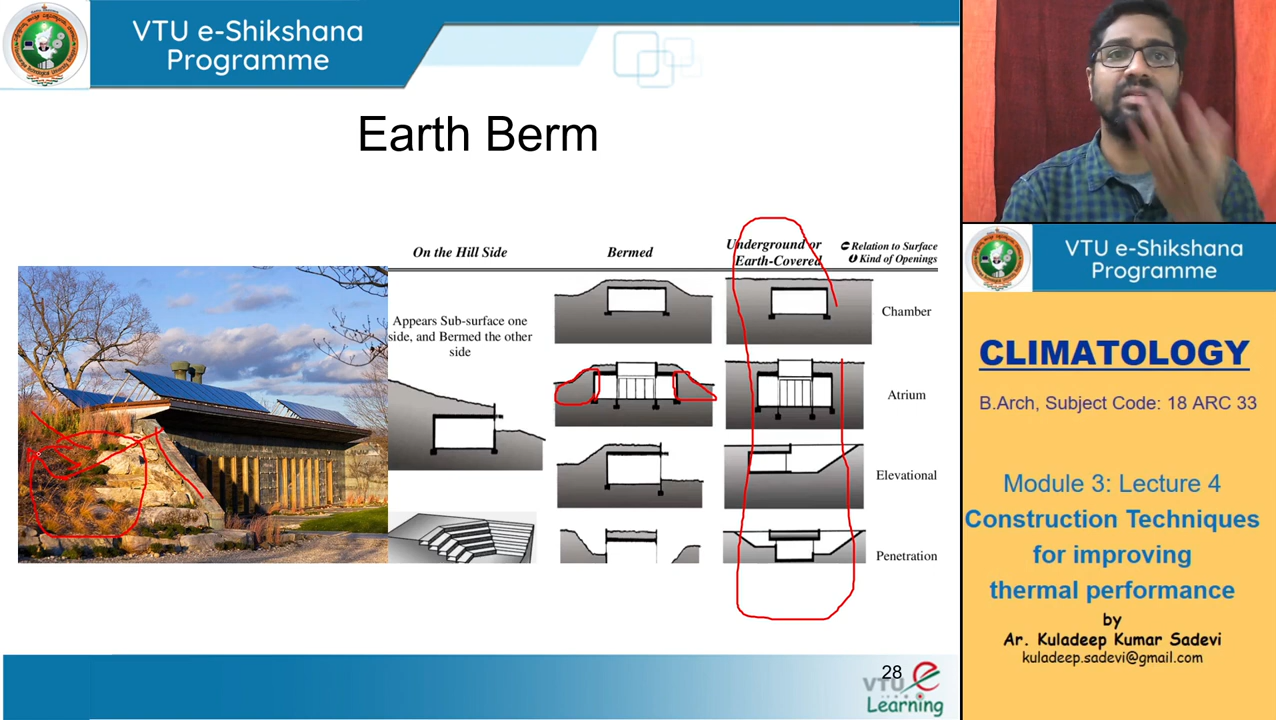 VTU e-Shikshana
Programme
Earth Berm
On the Hill Side
Bermed
Underground or
Earth-Covered
Relation to Surface
Kind of Openings
Appears Sub-surface one
side, and Bermed the other
side
Chamber
Atrium
Elevational
Penetration
28
VTU e
Learning
VTU e-Shikshana
Programme
CLIMATOLOGY
B.Arch, Subject Code: 18 ARC 33
Module 3: Lecture 4
Construction Techniques
for improving
thermal performance
by
Ar. Kuladeep Kumar Sadevi
kuladeep.sadevi@gmail.com